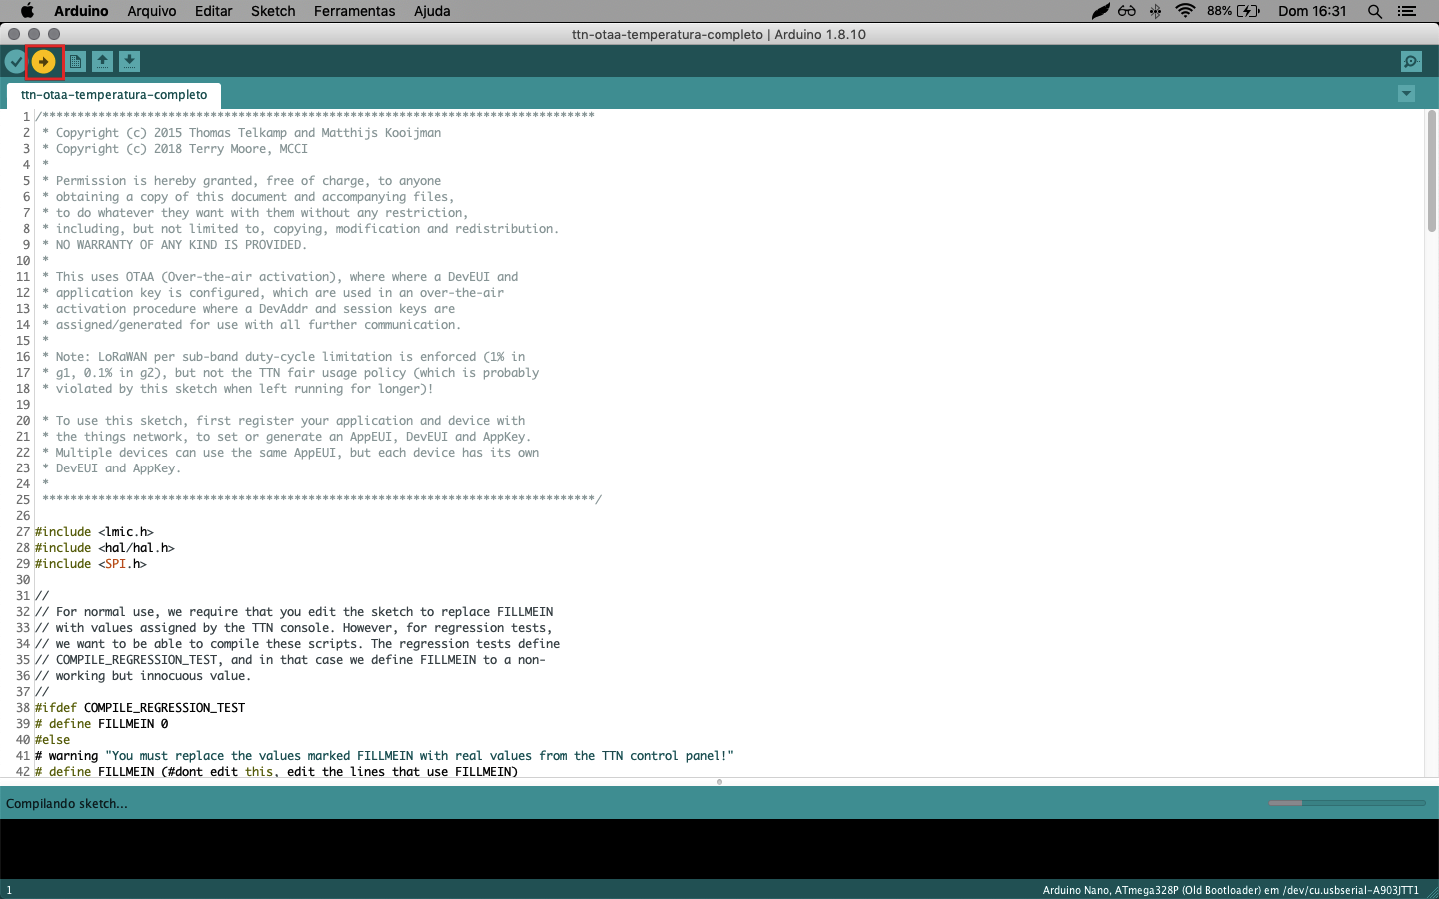 Arduino Arquivo Editar Sketch Ferramentas Ajuda 88% Dom 16:31
ttn-otaa-temperatura-completo | Arduino 1.8.10
ttn-otaa-temperatura-completo
1 /*******************************************************************************
2 * Copyright (c) 2015 Thomas Telkamp and Matthijs Kooijman
3 * Copyright (c) 2018 Terry Moore, MCCI
4 *
5 * Permission is hereby granted, free of charge, to anyone
6 * obtaining a copy of this document and accompanying files,
7 * to do whatever they want with them without any restriction,
8 * including, but not limited to, copying, modification and redistribution.
9 * NO WARRANTY OF ANY KIND IS PROVIDED.
10 *
11 * This uses OTAA (Over-the-air activation), where where a DevEUI and
12 * application key is configured, which are used in an over-the-air
13 * activation procedure where a DevAddr and session keys are
14 * assigned/generated for use with all further communication.
15 *
16 * Note: LoRaWAN per sub-band duty-cycle limitation is enforced (1% in
17 * g1, 0.1% in g2), but not the TTN fair usage policy (which is probably
18 * violated by this sketch when left running for longer)!
19
20 * To use this sketch, first register your application and device with
21 * the things network, to set or generate an AppEUI, DevEUI and AppKey.
22 * Multiple devices can use the same AppEUI, but each device has its own
23 * DevEUI and AppKey.
24 *
25 *******************************************************************************/
26
27 #include <lmic.h>
28 #include <hal/hal.h>
29 #include <SPI.h>
30
31 //
32 // For normal use, we require that you edit the sketch to replace FILLMEIN
33 // with values assigned by the TTN console. However, for regression tests,
34 // we want to be able to compile these scripts. The regression tests define
35 // COMPILE_REGRESSION_TEST, and in that case we define FILLMEIN to a non-
36 // working but innocuous value.
37 //
38 #ifdef COMPILE_REGRESSION_TEST
39 # define FILLMEIN 0
40 #else
41 # warning "You must replace the values marked FILLMEIN with real values from the TTN control panel!"
42 # define FILLMEIN (#dont edit this, edit the lines that use FILLMEIN)
Compilando sketch...
1 Arduino Nano, ATmega328P (Old Bootloader) em /dev/cu.usbserial-A903JTT1